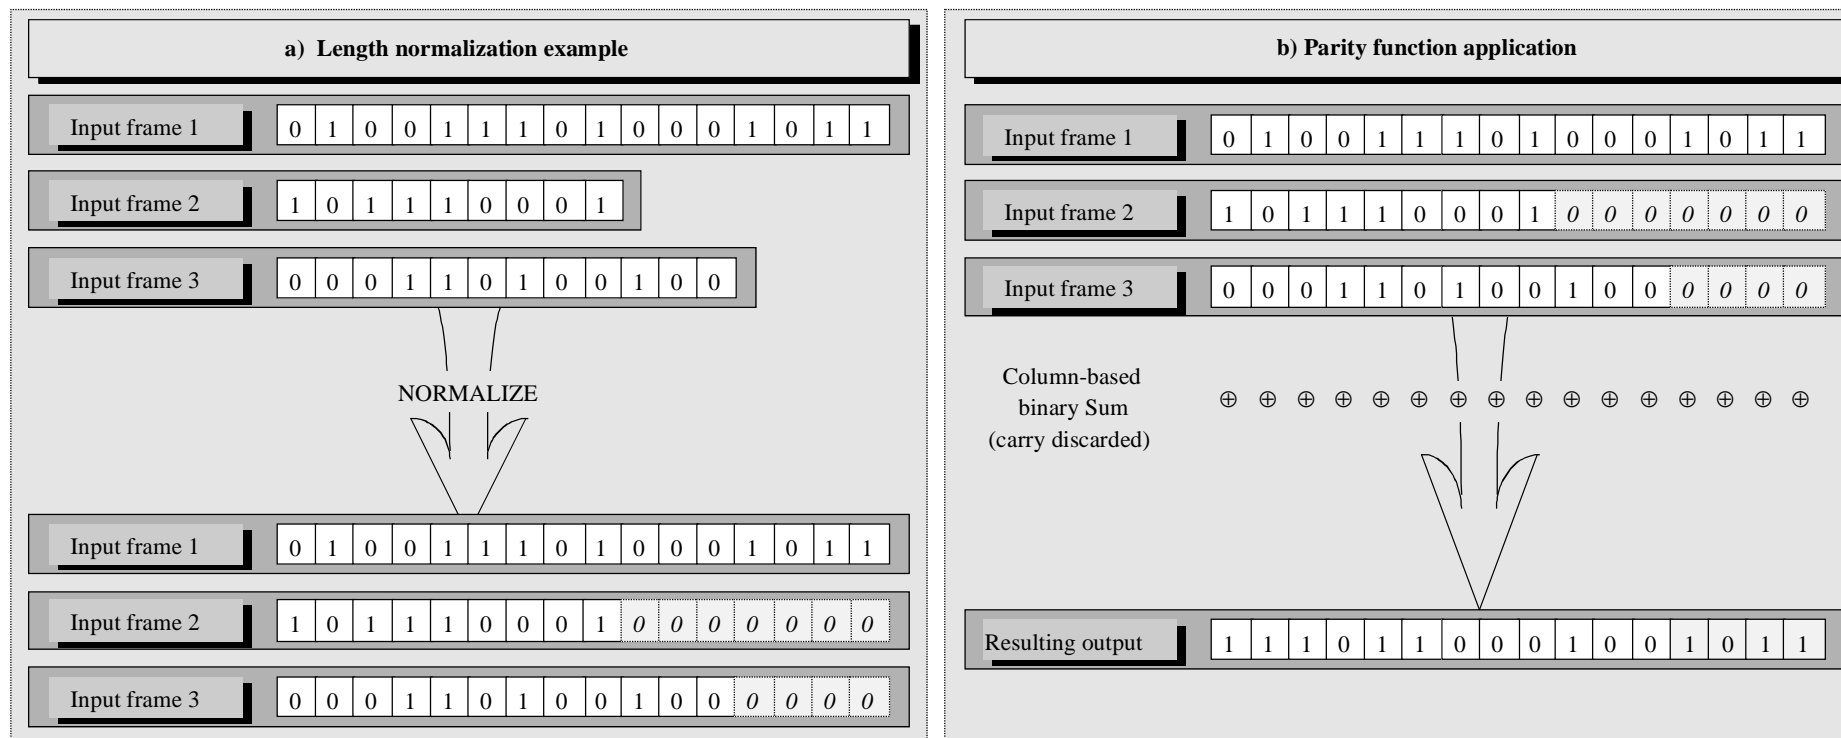 a) Length normalization example
Input frame 1 0 1 0 0 1 1 1 0 1 0 0 0 1 0 1 1
Input frame 2 1 0 1 1 1 0 0 0 1
Input frame 3 0 0 0 1 1 0 1 0 0 1 0 0
NORMALIZE
Input frame 1 0 1 0 0 1 1 1 0 1 0 0 0 1 0 1 1
Input frame 2 1 0 1 1 1 0 0 0 1 0 0 0 0 0 0 0
Input frame 3 0 0 0 1 1 0 1 0 0 1 0 0 0 0 0 0
b) Parity function application
Input frame 1 0 1 0 0 1 1 1 0 1 0 0 0 1 0 1 1
Input frame 2 1 0 1 1 1 0 0 0 1 0 0 0 0 0 0 0
Input frame 3 0 0 0 1 1 0 1 0 0 1 0 0 0 0 0 0
Column-based
binary Sum
(carry discarded)
⊕ ⊕ ⊕ ⊕ ⊕ ⊕ ⊕ ⊕ ⊕ ⊕ ⊕ ⊕ ⊕ ⊕ ⊕ ⊕
Resulting output 1 1 1 0 1 1 0 0 0 1 0 0 1 0 1 1